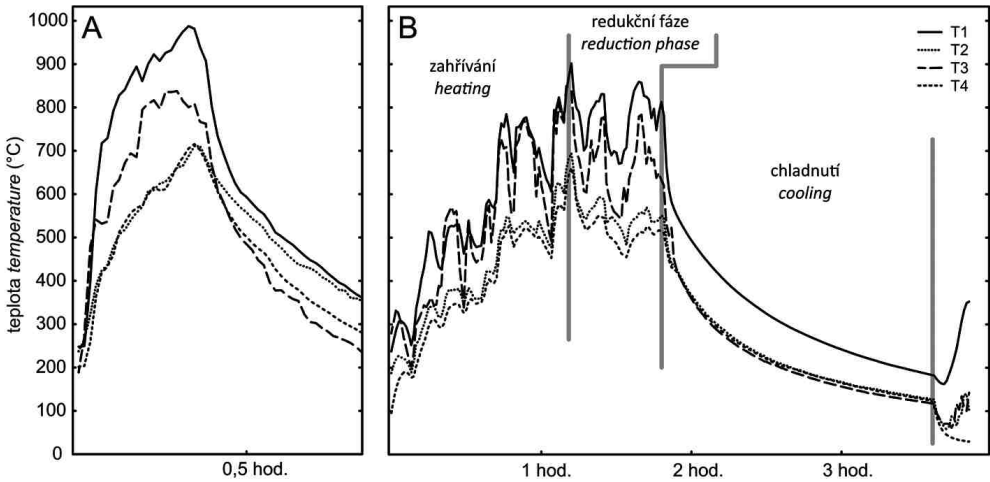 A
B
redukční fáze
reduction phase
zahřívání
heating
T1
T2
T3
T4
chladnutí
cooling
teplota temperature (°C)
1000
900
800
700
600
500
400
300
200
100
0
0,5 hod.
1 hod.
2 hod.
3 hod.